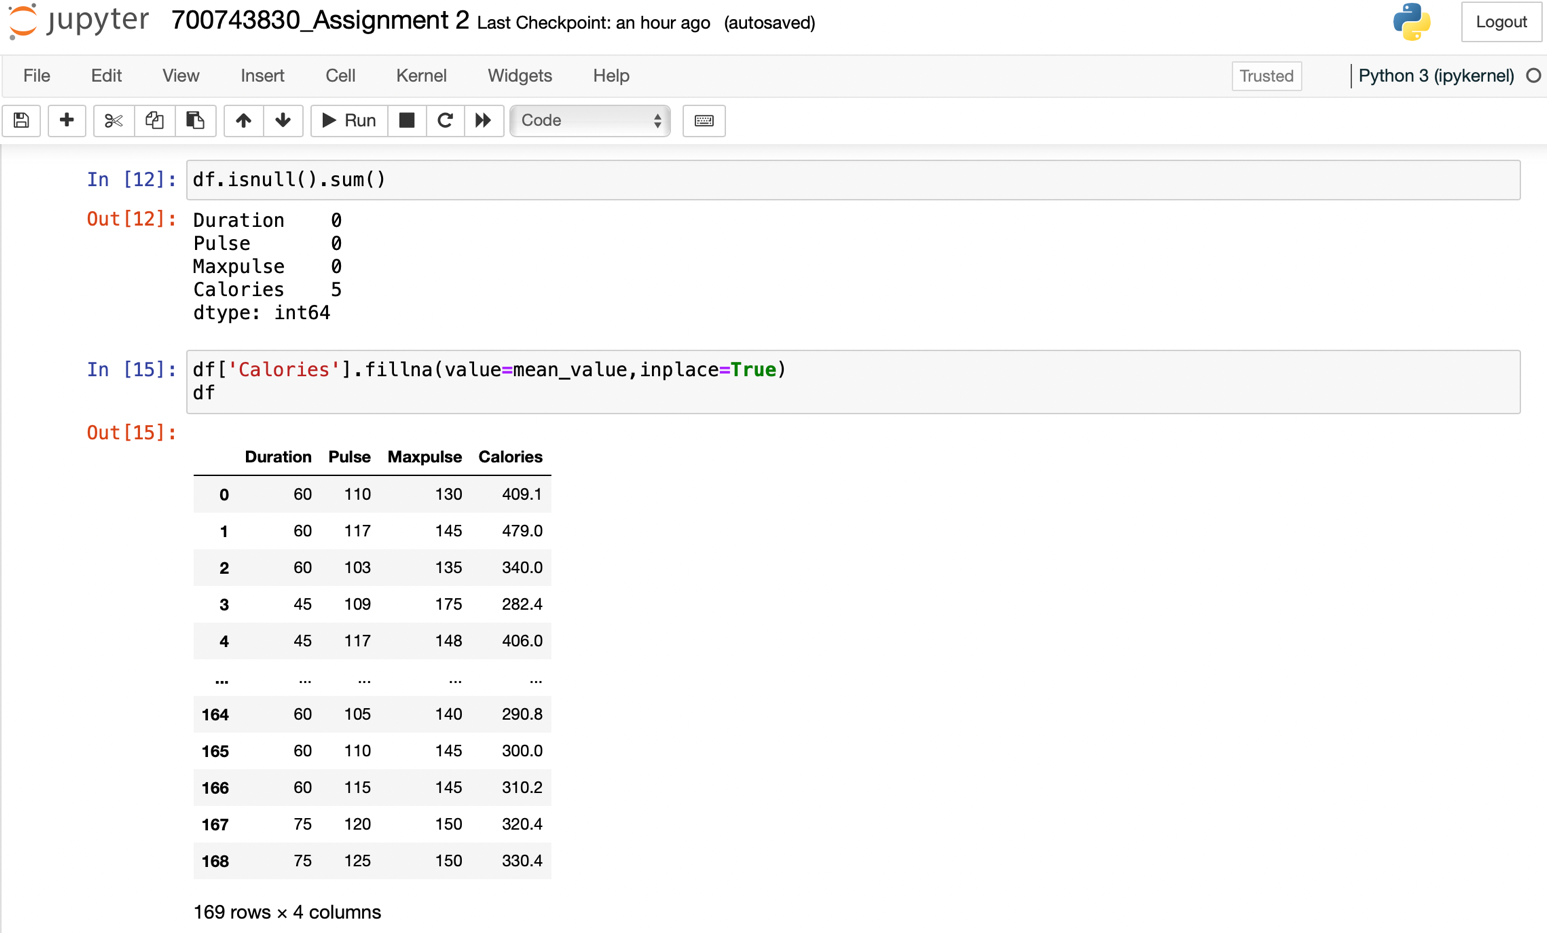 jupyter 700743830_Assignment 2 Last Checkpoint: an hour ago (autosaved) Logout
File Edit View Insert Cell Kernel Widgets Help Trusted Python 3 (ipykernel)
Run Code
In [12]: df.isnull().sum()
Out[12]: Duration 0
Pulse 0
Maxpulse 0
Calories 5
dtype: int64
In [15]: df['Calories'].fillna(value=mean_value,inplace=True)
df
Out[15]:
Duration Pulse Maxpulse Calories
0 60 110 130 409.1
1 60 117 145 479.0
2 60 103 135 340.0
3 45 109 175 282.4
4 45 117 148 406.0
... ... ... ... ...
164 60 105 140 290.8
165 60 110 145 300.0
166 60 115 145 310.2
167 75 120 150 320.4
168 75 125 150 330.4
169 rows × 4 columns